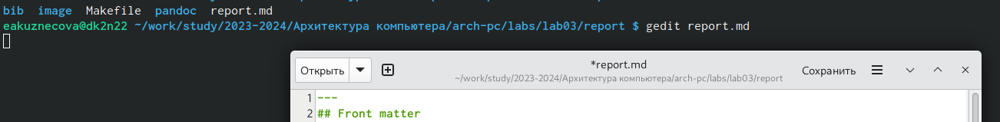 bib image Makefile pandoc report.md
eakuznecova@dk2n22 ~/work/study/2023-2024/Архитектура компьютера/arch-pc/labs/lab03/report $ gedit report.md
Открыть
*report.md
~/work/study/2023-2024/Архитектура компьютера/arch-pc/labs/lab03/report
Сохранить
1 ---
2 ## Front matter